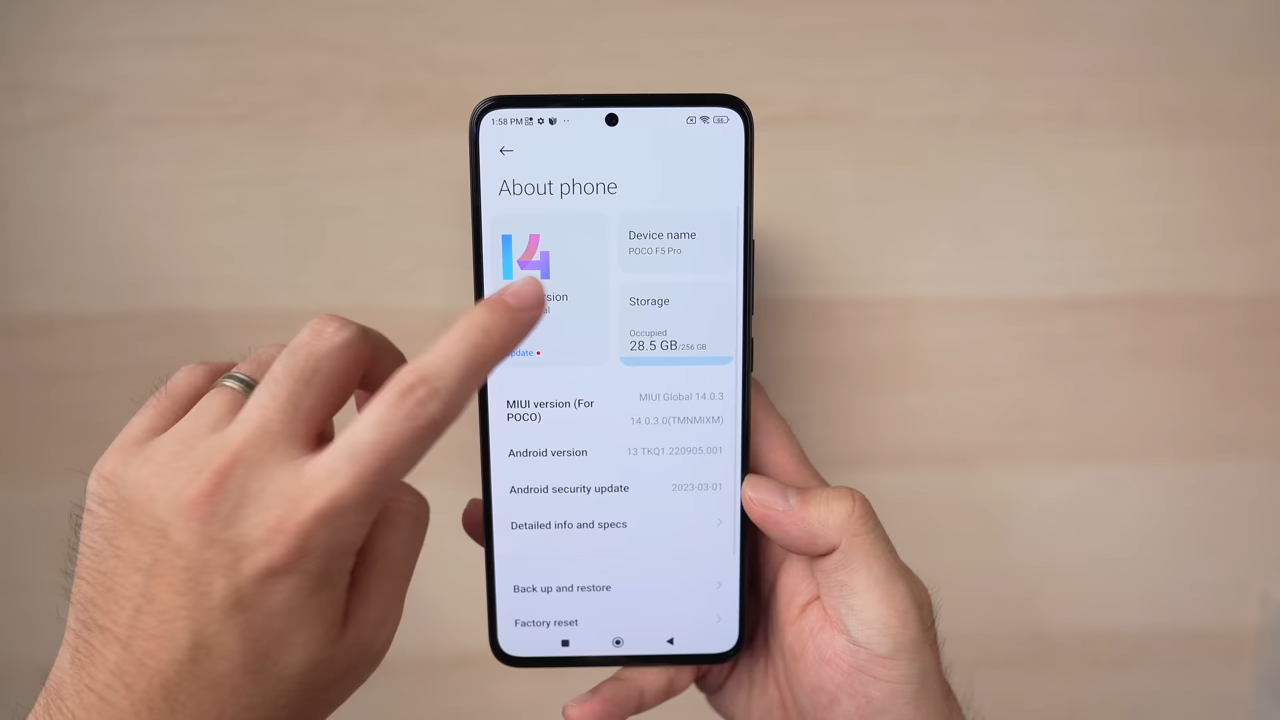 1:58 PM
66
About phone
14
Device name
POCO F5 Pro
Storage
Occupied
28.5 GB/256 GB
MIUI version (For
POCO)
MIUI Global 14.0.3
14.0.3.0(TMNMIXM)
Android version
13 TKQ1.220905.001
Android security update
2023-03-01
Detailed info and specs
Back up and restore
Factory reset